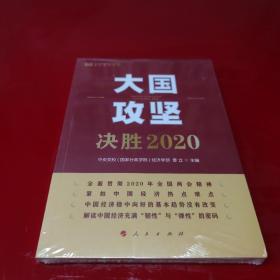 大国
攻坚
决胜2020
中央党校（国家行政学院）经济学部 曹立 主编
全面贯彻2020年全国两会精神
紧扣中国经济热点难点
中国经济稳中向好的基本趋势没有改变
解读中国经济充满“韧性”与“弹性”的密码
人民出版社